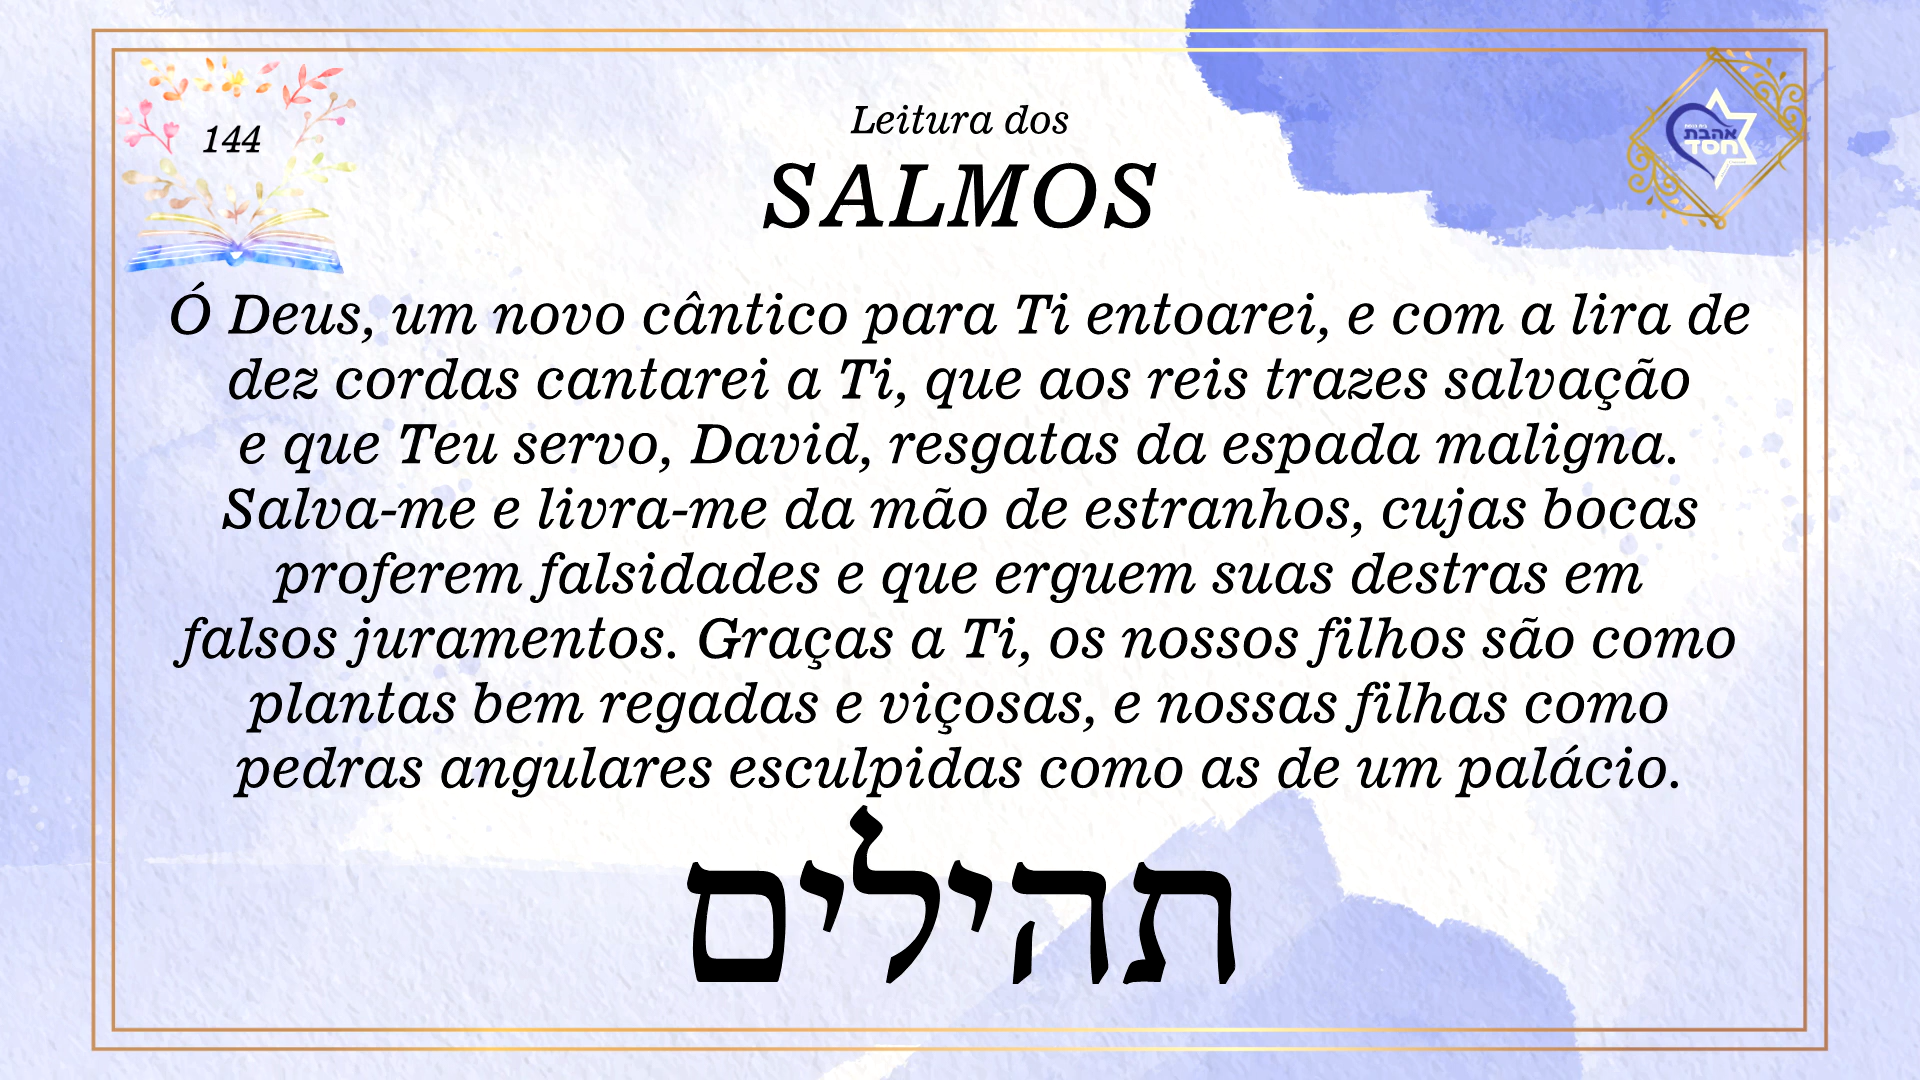 144
Leitura dos
SALMOS
אהבת
חסד
Ó Deus, um novo cântico para Ti entoarei, e com a lira de
dez cordas cantarei a Ti, que aos reis trazes salvação
e que Teu servo, David, resgatas da espada maligna.
Salva-me e livra-me da mão de estranhos, cujas bocas
proferem falsidades e que erguem suas destras em
falsos juramentos. Graças a Ti, os nossos filhos são como
plantas bem regadas e viçosas, e nossas filhas como
pedras angulares esculpidas como as de um palácio.
תהילים